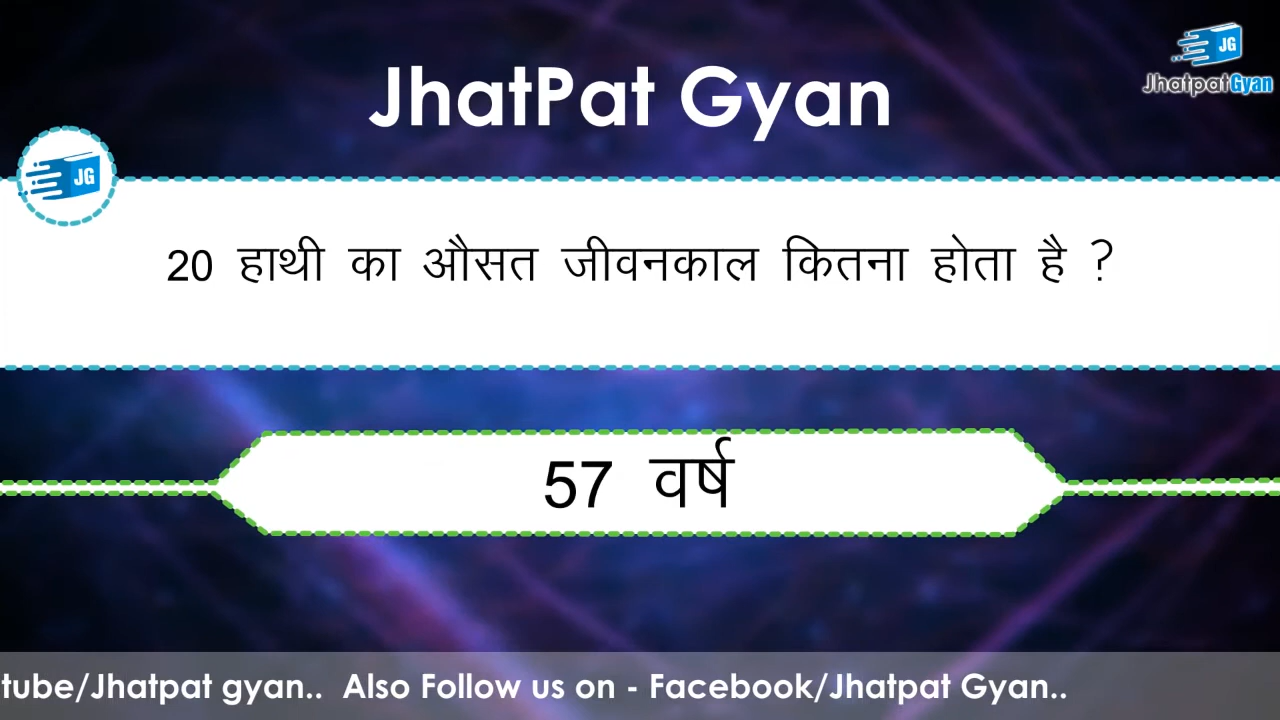 JhatPat Gyan
JG
JhatpatGyan
JG
20 हाथी का औसत जीवनकाल कितना होता है ?
57 वर्ष
tube/Jhatpat gyan.. Also Follow us on - Facebook/Jhatpat Gyan..